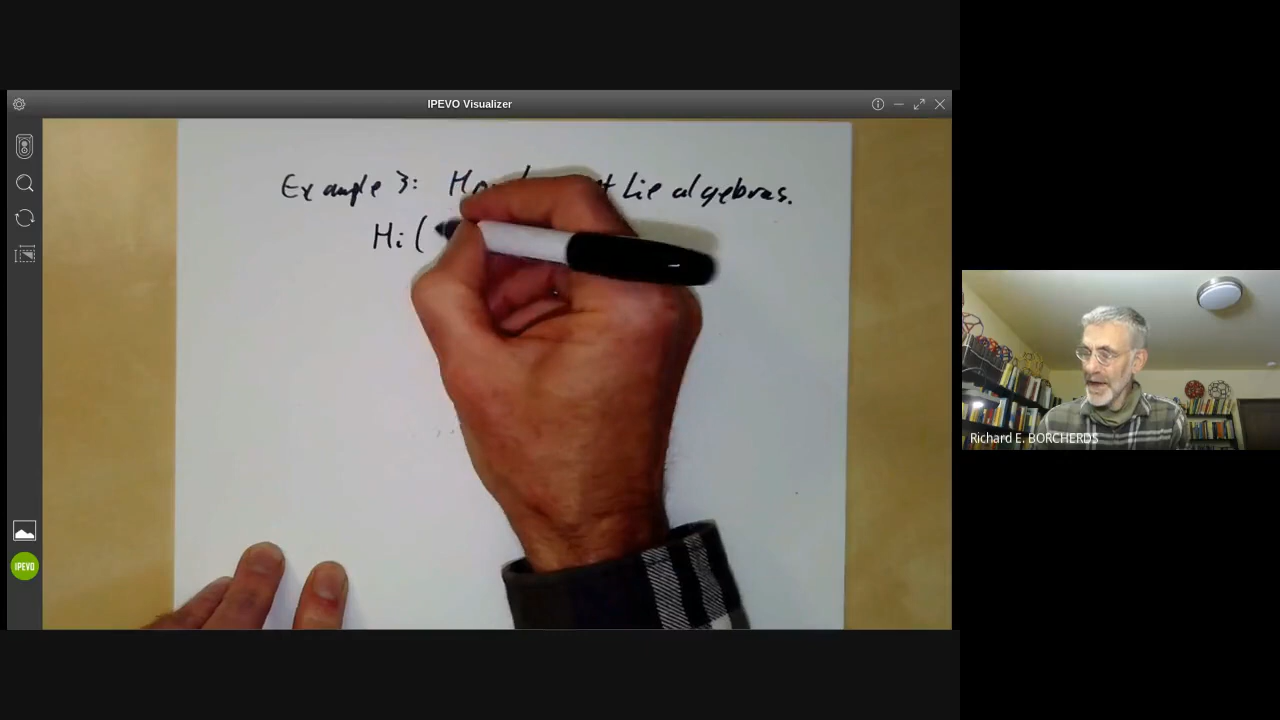 IPEVO Visualizer
Example 3: Lie algebras.
Hi (
Richard E. BORCHERDS
IPEVO